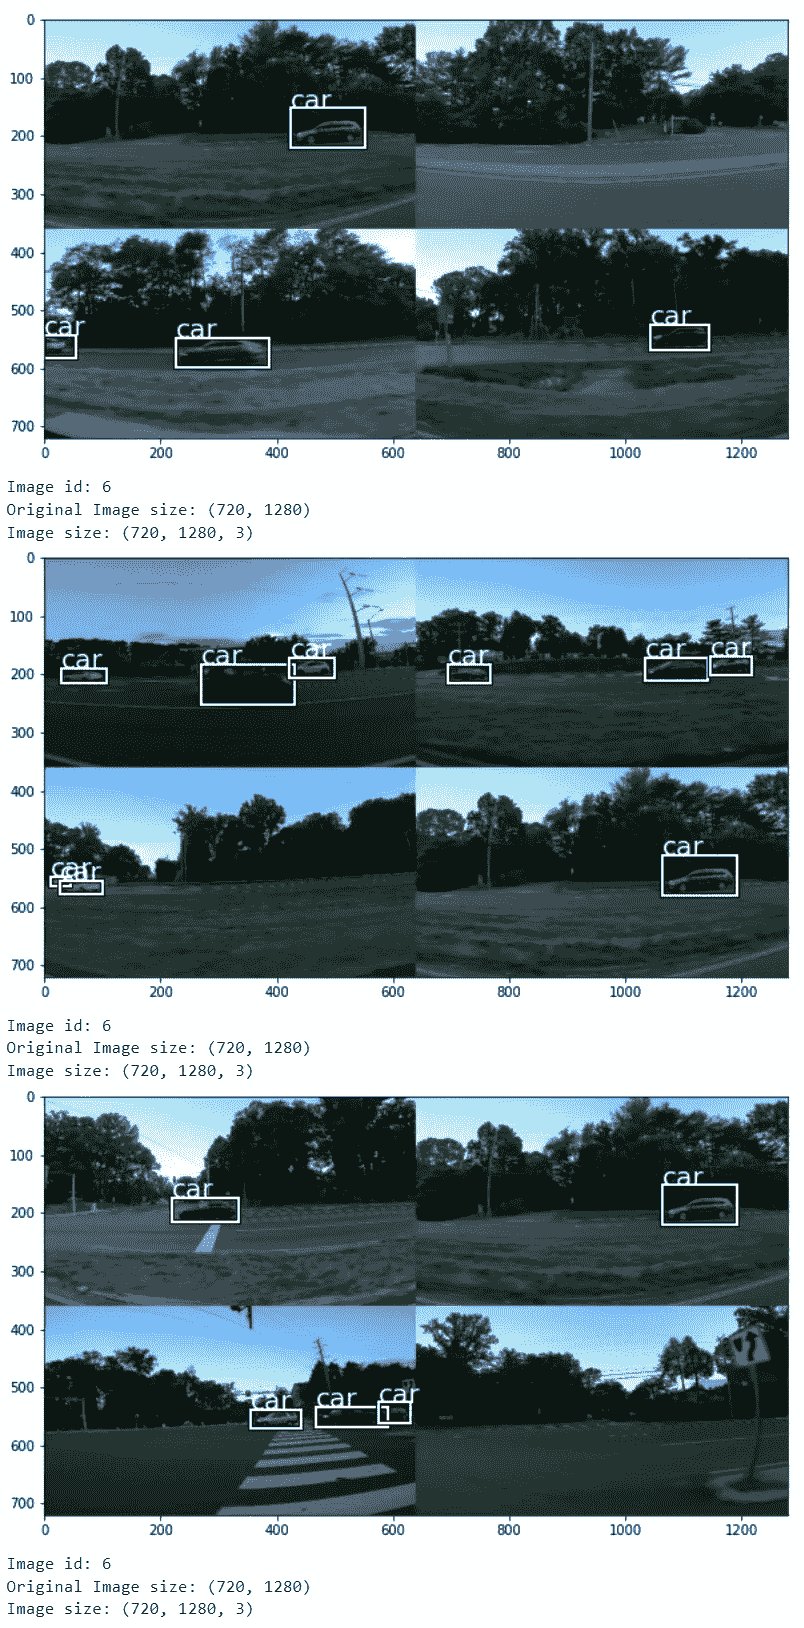 0
100
car
200
300
400
500
car
car
car
600
700
0 200 400 600 800 1000 1200
Image id: 6
Original Image size: (720, 1280)
Image size: (720, 1280, 3)
0
100
car car car car car car
200
300
400
500
car
car car
600
700
0 200 400 600 800 1000 1200
Image id: 6
Original Image size: (720, 1280)
Image size: (720, 1280, 3)
0
100
car
car
200
300
400
500
car car car
600
700
0 200 400 600 800 1000 1200
Image id: 6
Original Image size: (720, 1280)
Image size: (720, 1280, 3)